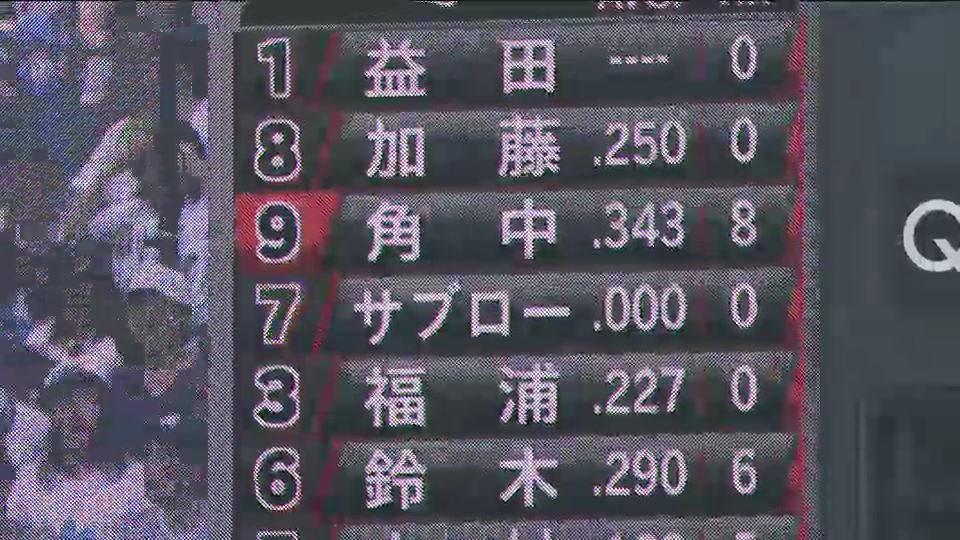 1 益田 --- 0
8 加藤 .250 0
9 角中 .343 8
7 サブロー .000 0
3 福浦 .227 0
6 鈴木 .290 6
Q